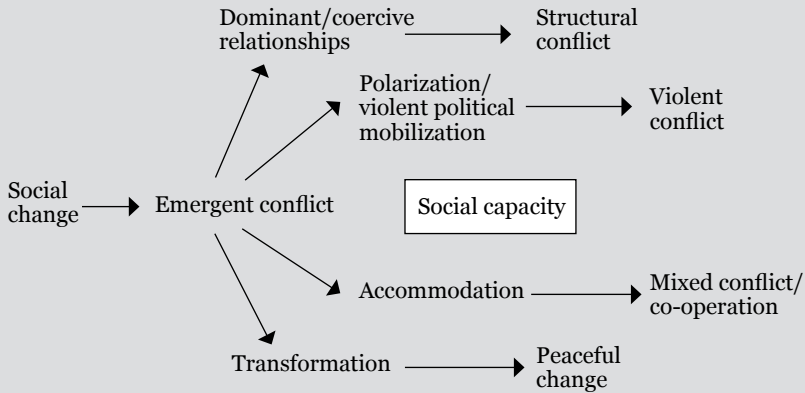 Dominant/coercive
relationships
Structural
conflict
Polarization/
violent political
mobilization
Violent
conflict
Social
change
Emergent conflict
Social capacity
Accommodation
Mixed conflict/
co-operation
Transformation
Peaceful
change